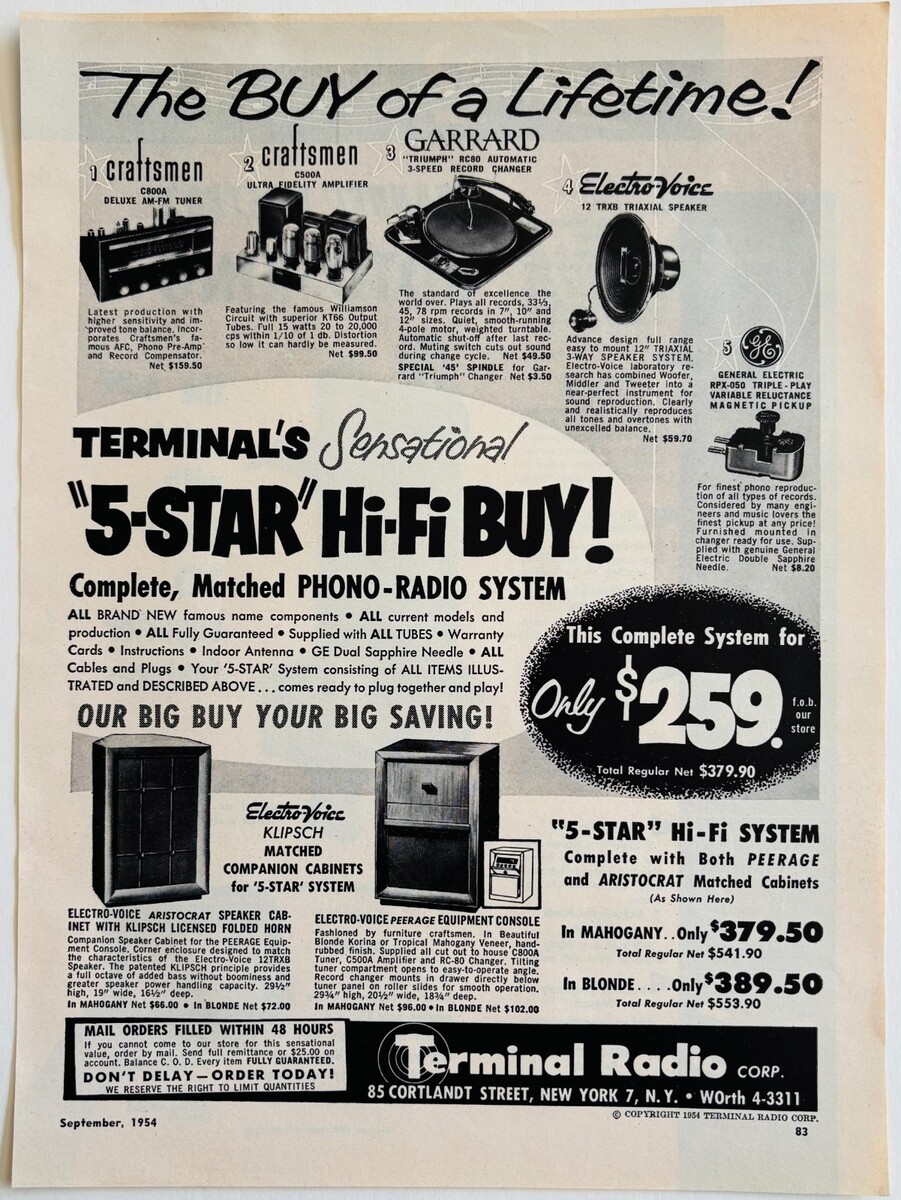 The BUY of a Lifetime!
1 craftsmen
C800A
DELUXE AM-FM TUNER
Latest production with
higher sensitivity and im-
proved tone balance. Incor-
porates Craftsmen's fa-
mous AFC, Phono Pre-Amp
and Record Compensator.
Net $159.50
2 craftsmen
C500A
ULTRA FIDELITY AMPLIFIER
Featuring the famous Williamson
Circuit with superior KT66 Output
Tubes. Full 15 watts 20 to 20,000
cps within 1/10 of 1 db. Distortion
so low it can hardly be measured.
Net $99.50
3 GARRARD
"TRIUMPH" RC80 AUTOMATIC
3-SPEED RECORD CHANGER
The standard of excellence the
world over. Plays all records, 33⅓,
45, 78 rpm records in 7", 10" and
12" sizes. Quiet, smooth-running
4-pole motor, weighted turntable.
Automatic shut-off after last rec-
ord. Muting switch cuts out sound
during change cycle. Net $49.50
SPECIAL '45' SPINDLE for Gar-
rard "Triumph" Changer Net $3.50
4 Electro-Voice
12 TRXB TRIAXIAL SPEAKER
Advance design full range
easy to mount 12" TRIAXIAL
3-WAY SPEAKER SYSTEM.
Electro-Voice laboratory re-
search has combined Woofer,
Middler and Tweeter into a
near-perfect instrument for
sound reproduction. Clearly
and realistically reproduces
all tones and overtones with
unexcelled balance.
Net $59.70
5 GE
GENERAL ELECTRIC
RPX-050 TRIPLE-PLAY
VARIABLE RELUCTANCE
MAGNETIC PICKUP
For finest phono reproduc-
tion of all types of records.
Considered by many engi-
neers and music lovers the
finest pickup at any price!
Furnished mounted in
changer ready for use. Sup-
plied with genuine General
Electric Double Sapphire
Needle. Net $8.20
TERMINAL'S Sensational
"5-STAR" Hi-Fi BUY!
Complete, Matched PHONO-RADIO SYSTEM
ALL BRAND NEW famous name components • ALL current models and
production • ALL Fully Guaranteed • Supplied with ALL TUBES • Warranty
Cards • Instructions • Indoor Antenna • GE Dual Sapphire Needle • ALL
Cables and Plugs • Your '5-STAR' System consisting of ALL ITEMS ILLUS-
TRATED and DESCRIBED ABOVE ... comes ready to plug together and play!
OUR BIG BUY YOUR BIG SAVING!
This Complete System for
Only $259.
f.o.b.
our
store
Total Regular Net $379.90
Electro-Voice
KLIPSCH
MATCHED
COMPANION CABINETS
for '5-STAR' SYSTEM
ELECTRO-VOICE ARISTOCRAT SPEAKER CAB-
INET WITH KLIPSCH LICENSED FOLDED HORN
Companion Speaker Cabinet for the PEERAGE Equip-
ment Console. Corner enclosure designed to match
the characteristics of the Electro-Voice 12TRXB
Speaker. The patented KLIPSCH principle provides
a full octave of added bass without boominess and
greater speaker power handling capacity. 29½"
high, 19" wide, 16½" deep.
In MAHOGANY Net $66.00 • In BLONDE Net $72.00
ELECTRO-VOICE PEERAGE EQUIPMENT CONSOLE
Fashioned by furniture craftsmen. In Beautiful
Blonde Korina or Tropical Mahogany Veneer, hand-
rubbed finish. Supplied all cut out to house C800A
Tuner, C500A Amplifier and RC-80 Changer. Tilting
tuner compartment opens to easy-to-operate angle.
Record changer mounts in drawer directly below
tuner panel on roller slides for smooth operation.
29¾" high, 20½" wide, 18¾" deep.
In MAHOGANY Net $96.00 • In BLONDE Net $102.00
"5-STAR" Hi-Fi SYSTEM
Complete with Both PEERAGE
and ARISTOCRAT Matched Cabinets
(As Shown Here)
In MAHOGANY..Only $379.50
Total Regular Net $541.90
In BLONDE....Only $389.50
Total Regular Net $553.90
MAIL ORDERS FILLED WITHIN 48 HOURS
If you cannot come to our store for this sensational
value, order by mail. Send full remittance or $25.00 on
account. Balance C. O. D. Every item FULLY GUARANTEED.
DON'T DELAY — ORDER TODAY!
WE RESERVE THE RIGHT TO LIMIT QUANTITIES
Terminal Radio CORP.
85 CORTLANDT STREET, NEW YORK 7, N. Y. • WOrth 4-3311
© COPYRIGHT 1954 TERMINAL RADIO CORP.
September, 1954
83